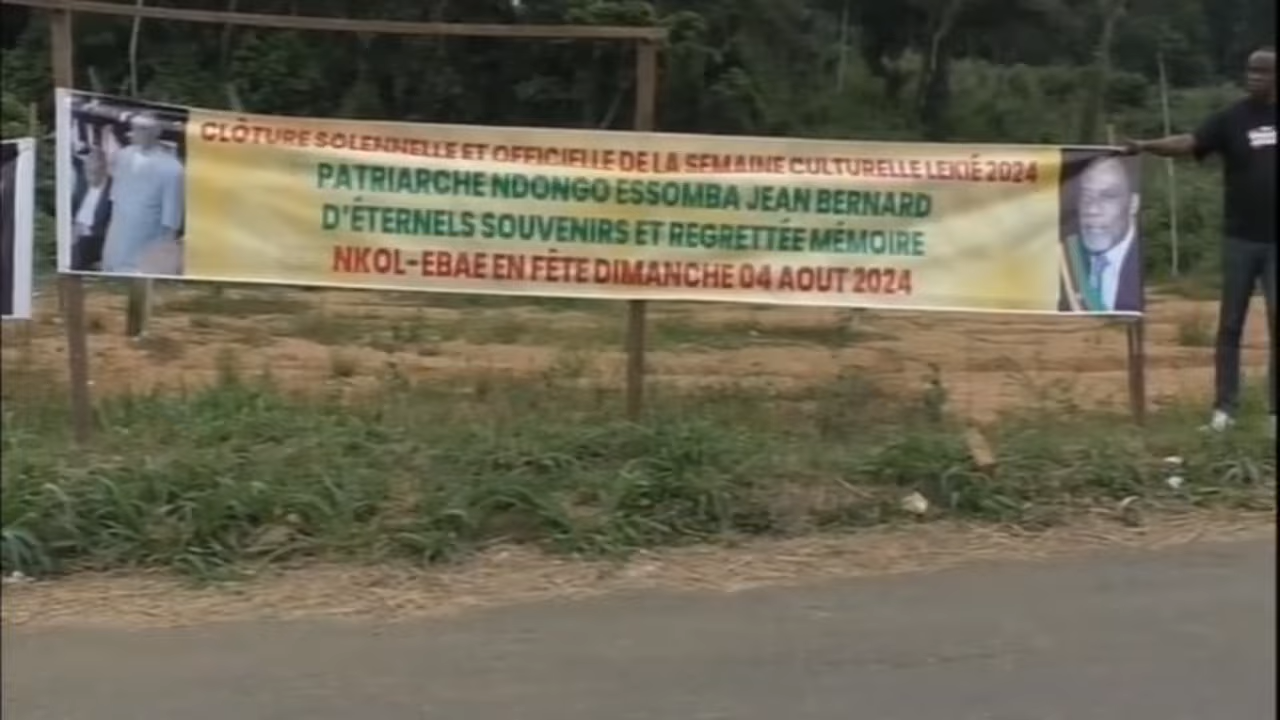 CLÔTURE SOLENNELLE ET OFFICIELLE DE LA SEMAINE CULTURELLE LEKIÉ 2024
PATRIARCHE NDONGO ESSOMBA JEAN BERNARD
D'ÉTERNELS SOUVENIRS ET REGRETTÉE MÉMOIRE
NKOL-EBAE EN FÊTE DIMANCHE 04 AOUT 2024